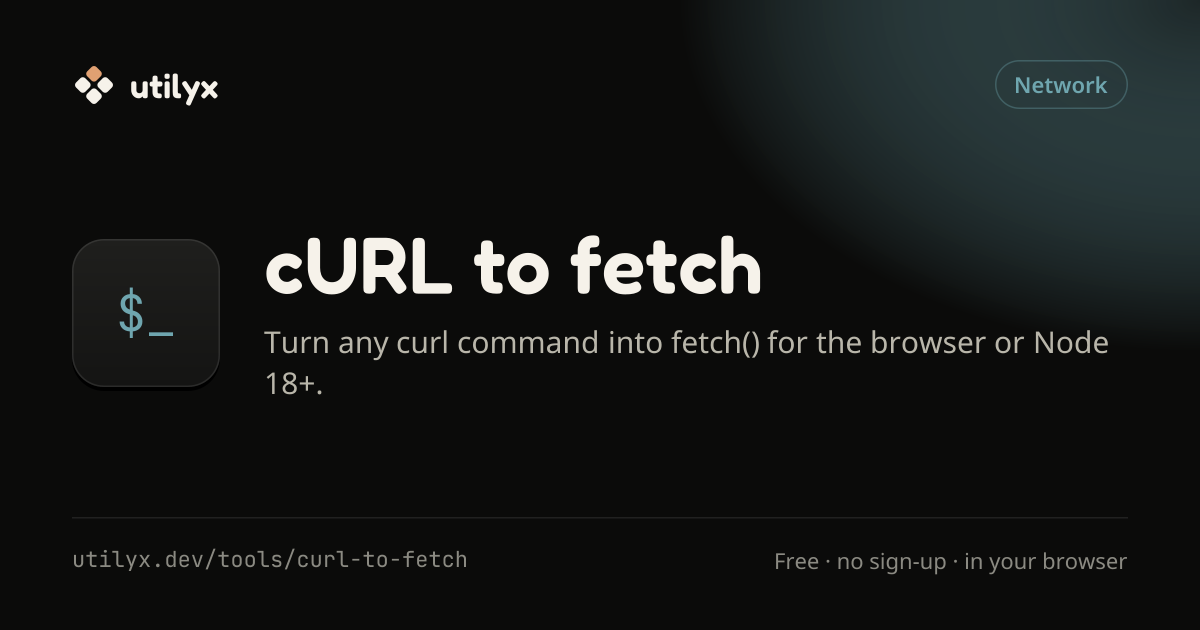 utilyx
Network
$_
cURL to fetch
Turn any curl command into fetch() for the browser or Node
18+.
utilyx.dev/tools/curl-to-fetch
Free · no sign-up · in your browser